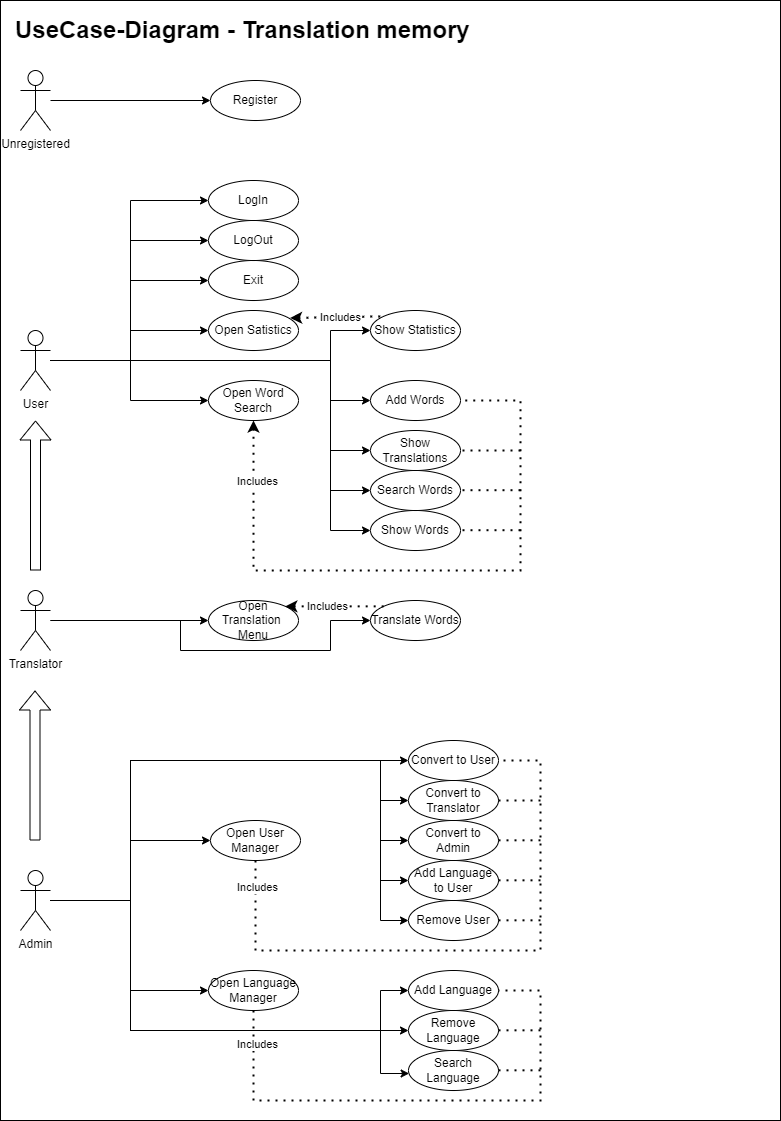 UseCase-Diagram - Translation memory
Register
Unregistered
LogIn
LogOut
Exit
Includes
Open Satistics
Show Statistics
User
Open Word
Search
Add Words
Show
Translations
Includes
Search Words
Show Words
Open
Translation
Menu
Includes
Translate Words
Translator
Convert to User
Convert to
Translator
Open User
Manager
Convert to
Admin
Add Language
to User
Includes
Remove User
Admin
Open Language
Manager
Add Language
Remove
Language
Includes
Search
Language